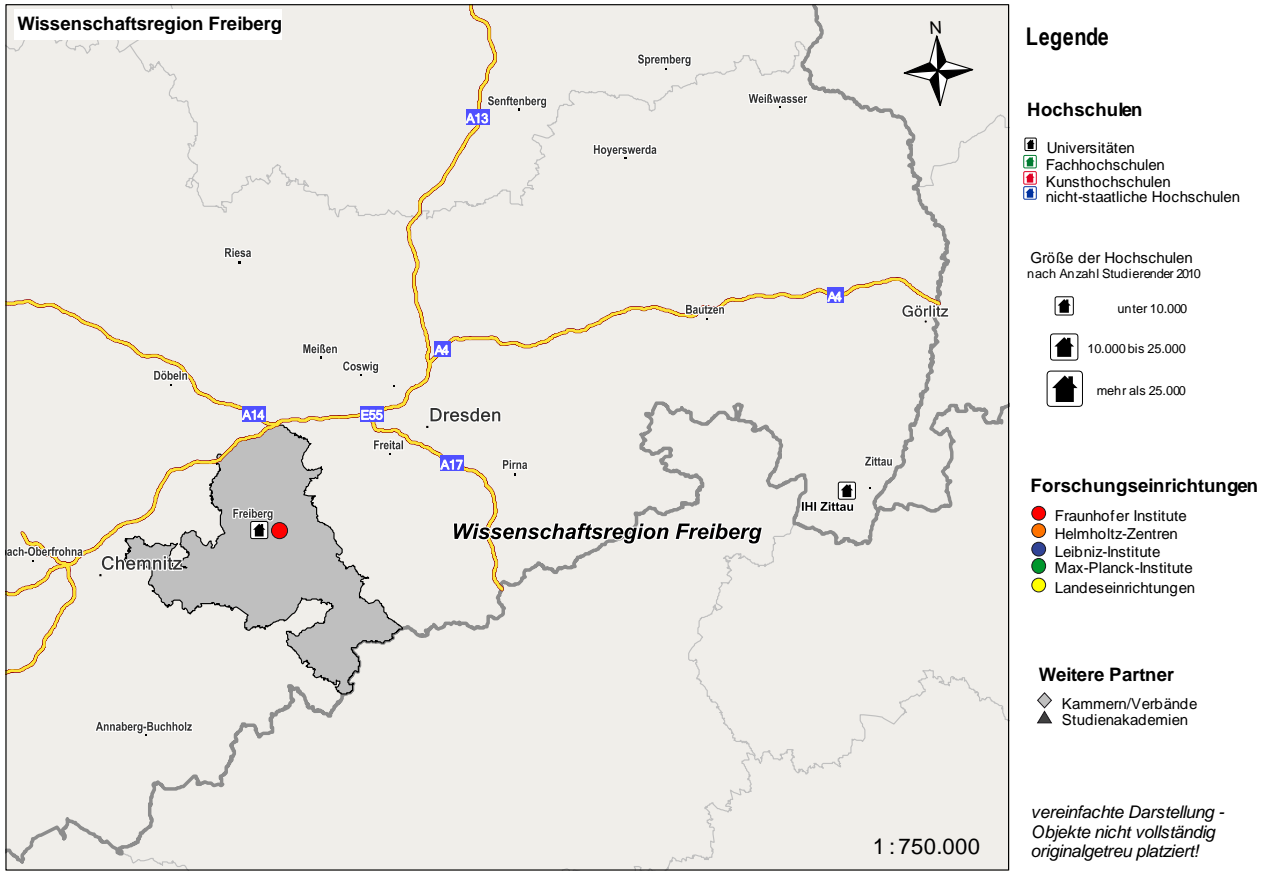 Wissenschaftsregion Freiberg
N
Spremberg
Senftenberg
Weißwasser
A13
Hoyerswerda
Riesa
A4
Bautzen
Görlitz
Meißen
A4
Coswig
Döbeln
A14
E55
Dresden
Freital
A17
Pirna
Zittau
IHI Zittau
Freiberg
Wissenschaftsregion Freiberg
ach-Oberfrohna
Chemnitz
Annaberg-Buchholz
1 : 750.000
Legende
Hochschulen
Universitäten
Fachhochschulen
Kunsthochschulen
nicht-staatliche Hochschulen
Größe der Hochschulen
nach Anzahl Studierender 2010
unter 10.000
10.000 bis 25.000
mehr als 25.000
Forschungseinrichtungen
Fraunhofer Institute
Helmholtz-Zentren
Leibniz-Institute
Max-Planck-Institute
Landeseinrichtungen
Weitere Partner
Kammern/Verbände
Studienakademien
vereinfachte Darstellung -
Objekte nicht vollständig
originalgetreu platziert!